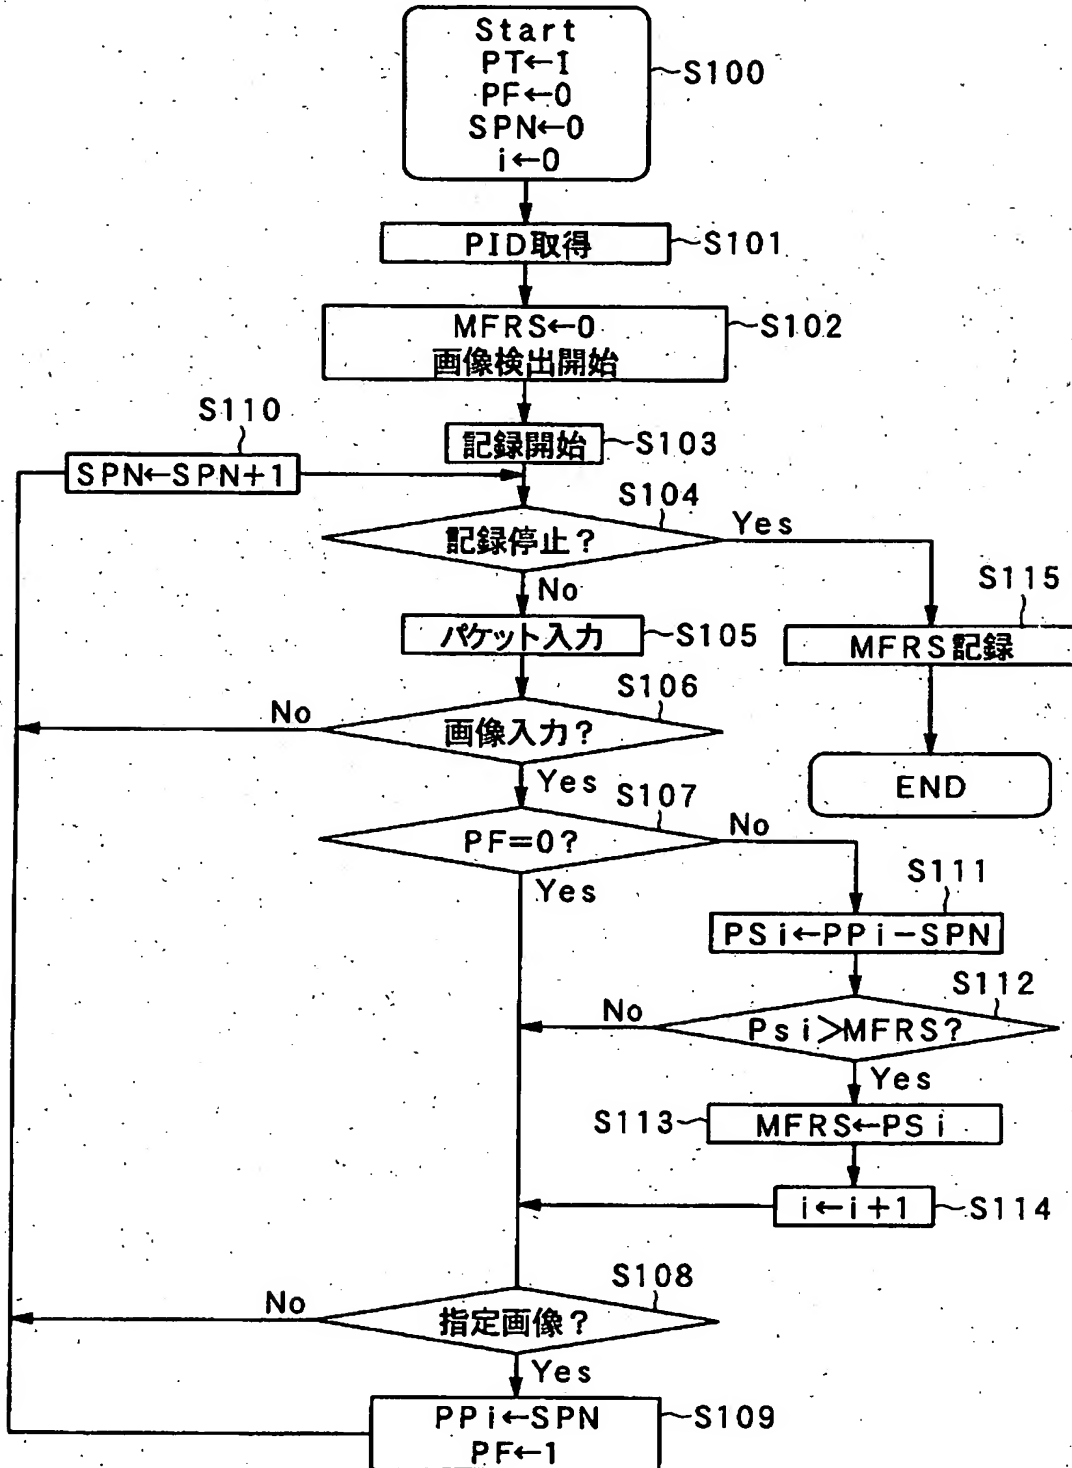 Start
PT←I
PF←0
SPN←0
i←0
S100
PID取得
S101
MFRS←0
画像検出開始
S102
記録開始
S103
S110
SPN←SPN+1
S104
記録停止?
Yes
No
S115
MFRS記録
END
パケット入力
S105
S106
画像入力?
No
Yes
S107
PF=0?
No
Yes
S111
PSi←PPi-SPN
S112
Psi>MFRS?
No
Yes
S113
MFRS←PSi
i←i+1
S114
S108
指定画像?
No
Yes
PPi←SPN
PF←1
S109